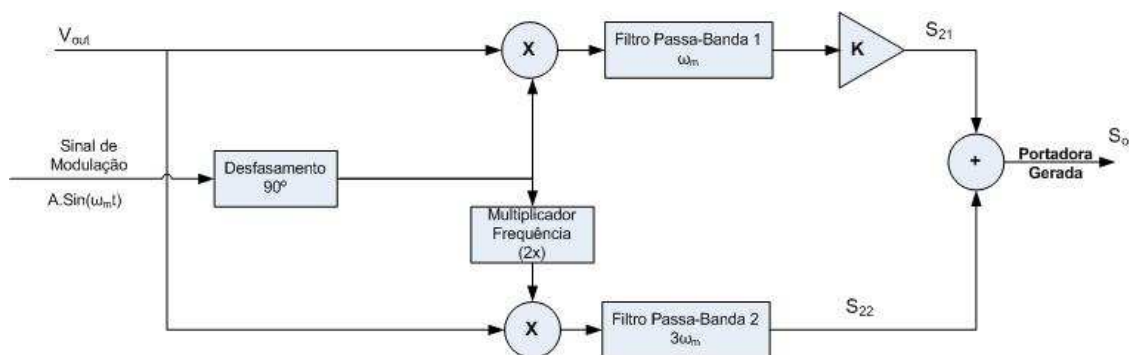 V_out
X
Filtro Passa-Banda 1
ω_m
K
S_21
Sinal de
Modulação
A.Sin(ω_m t)
Desfasamento
90º
+
Portadora
Gerada
S_o
Multiplicador
Frequência
(2x)
X
Filtro Passa-Banda 2
3ω_m
S_22